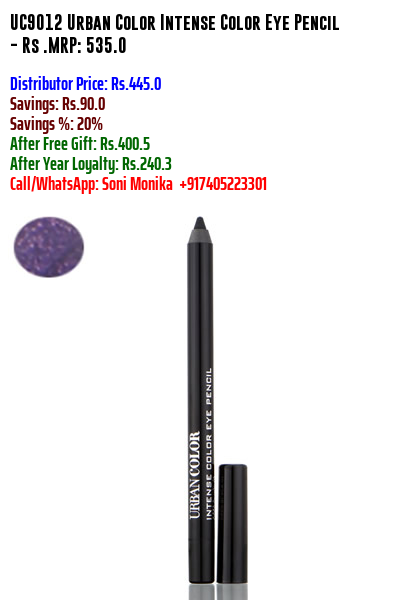 UC9012 Urban Color Intense Color Eye Pencil
- Rs .MRP: 535.0
Distributor Price: Rs.445.0
Savings: Rs.90.0
Savings %: 20%
After Free Gift: Rs.400.5
After Year Loyalty: Rs.240.3
Call/WhatsApp: Soni Monika +917405223301
URBAN COLOR
INTENSE COLOR EYE PENCIL